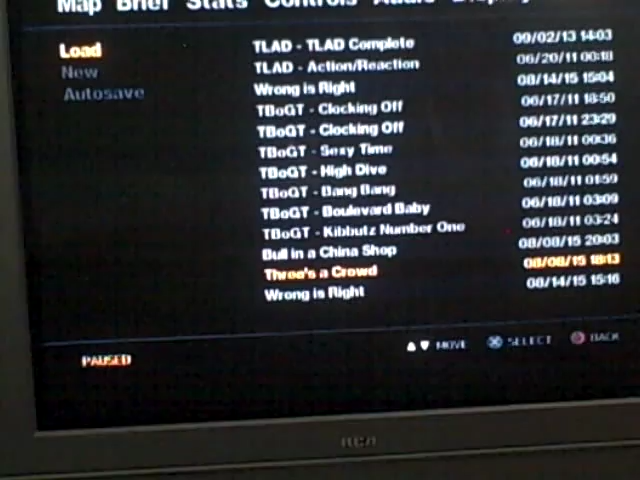 Map Brief Stats Controls Audio Display
Load
New
Autosave
TLAD - TLAD Complete 09/02/13 14:03
TLAD - Action/Reaction 06/20/11 00:18
Wrong is Right 08/14/15 15:04
TBoGT - Clocking Off 06/17/11 18:50
TBoGT - Clocking Off 06/17/11 23:29
TBoGT - Sexy Time 06/18/11 00:36
TBoGT - High Dive 06/18/11 00:54
TBoGT - Bang Bang 06/18/11 01:59
TBoGT - Boulevard Baby 06/18/11 03:09
TBoGT - Kibbutz Number One 06/18/11 03:24
Bull in a China Shop 08/08/15 20:03
Three's a Crowd 08/08/15 18:13
Wrong is Right 08/14/15 15:16
PAUSED
MOVE SELECT BACK
RCA